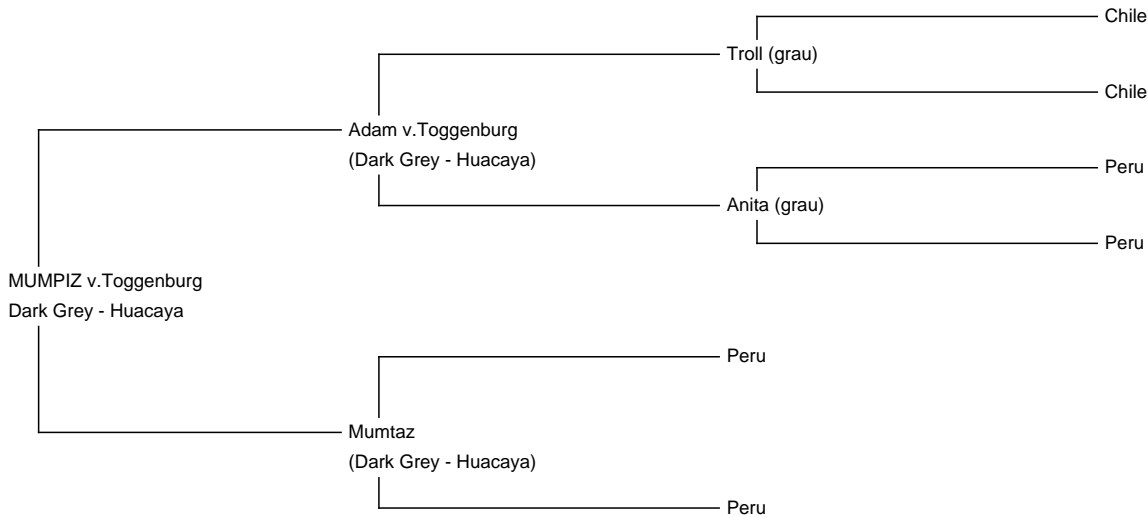 Chile
Troll (grau)
Chile
Adam v.Toggenburg
(Dark Grey - Huacaya)
Peru
Anita (grau)
Peru
MUMPIZ v.Toggenburg
Dark Grey - Huacaya
Peru
Mumtaz
(Dark Grey - Huacaya)
Peru